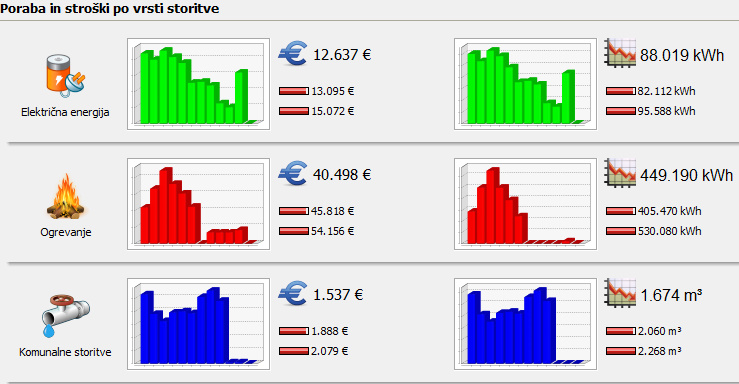 Poraba in stroški po vrsti storitve
Električna energija
12.637 €
13.095 €
15.072 €
88.019 kWh
82.112 kWh
95.588 kWh
Ogrevanje
40.498 €
45.818 €
54.156 €
449.190 kWh
405.470 kWh
530.080 kWh
Komunalne storitve
1.537 €
1.888 €
2.079 €
1.674 m³
2.060 m³
2.268 m³